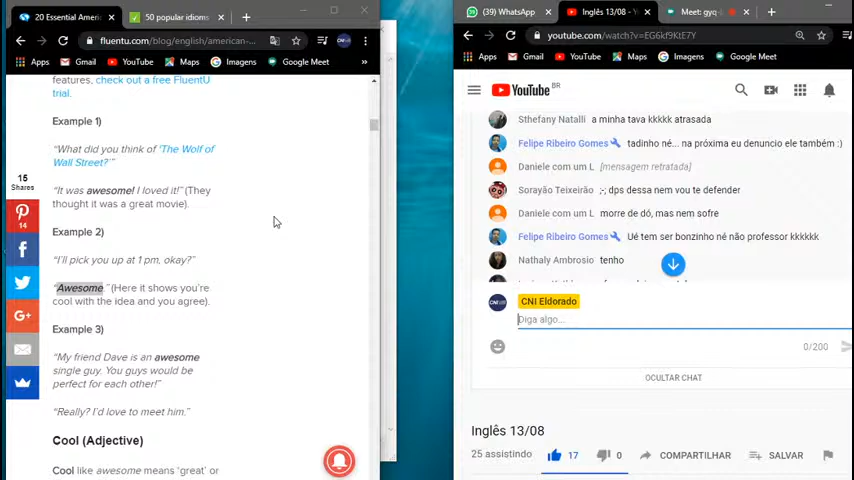 20 Essential Ameri
50 popular idioms
fluentu.com/blog/english/american-...
Apps
Gmail
YouTube
Maps
Imagens
Google Meet
features, check out a free FluentU
trial.
Example 1)
“What did you think of ‘The Wolf of
Wall Street?’”
“It was awesome! I loved it!” (They
thought it was a great movie).
Example 2)
“I’ll pick you up at 1 pm, okay?”
“Awesome.” (Here it shows you’re
cool with the idea and you agree).
Example 3)
“My friend Dave is an awesome
single guy. You guys would be
perfect for each other!”
“Really? I’d love to meet him.”
Cool (Adjective)
Cool like awesome means ‘great’ or
15
Shares
14
G+
(39) WhatsApp
Inglês 13/08 -
Meet: gyq
youtube.com/watch?v=EG6kf9KtE7Y
Apps
Gmail
YouTube
Maps
Imagens
Google Meet
YouTube BR
Sthefany Natalli a minha tava kkkkk atrasada
Felipe Ribeiro Gomes tadinho né... na próxima eu denuncio ele também :)
Daniele com um L [mensagem retratada]
Sorayão Teixeirão ;-; dps dessa nem vou te defender
Daniele com um L morre de dó, mas nem sofre
Felipe Ribeiro Gomes Ué tem ser bonzinho né não professor kkkkkk
Nathaly Ambrosio tenho
CNI Eldorado
Diga algo...
0/200
OCULTAR CHAT
Inglês 13/08
25 assistindo
17
0
COMPARTILHAR
SALVAR